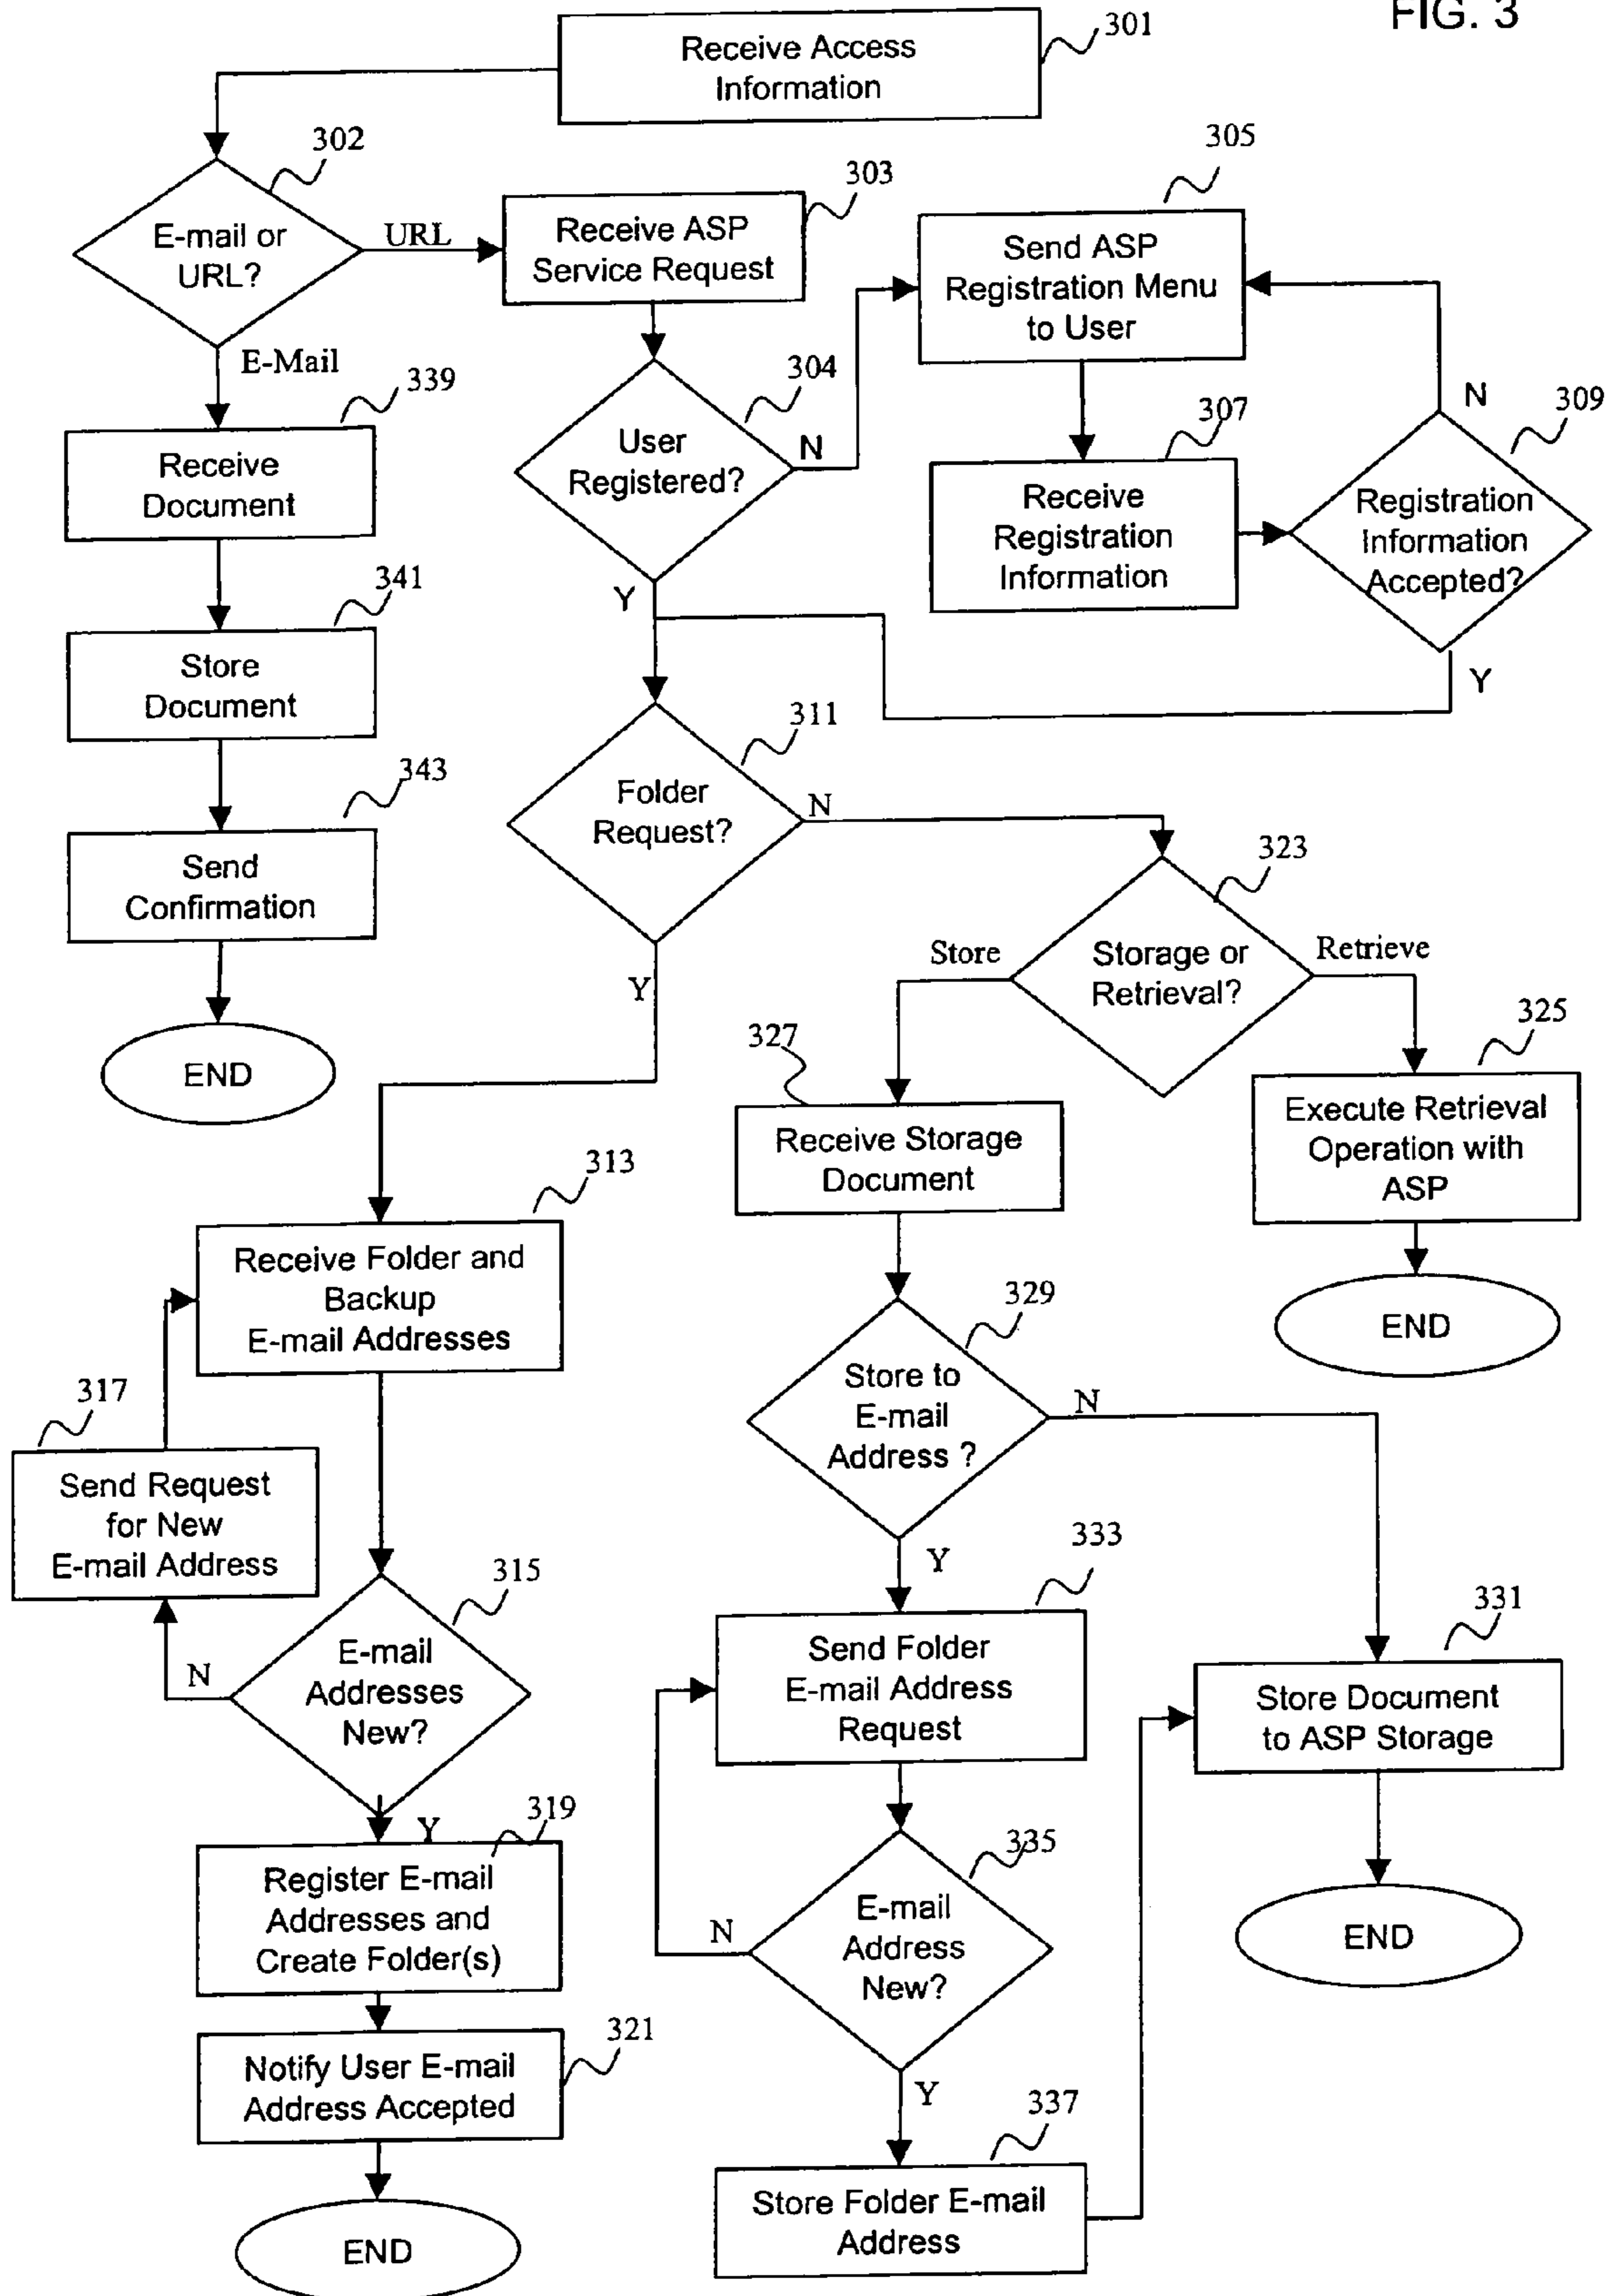 FIG. 3
Receive Access
Information
301
302
E-mail or
URL?
URL
E-Mail
303
Receive ASP
Service Request
305
Send ASP
Registration Menu
to User
304
User
Registered?
N
Y
307
Receive
Registration
Information
N
309
Registration
Information
Accepted?
Y
339
Receive
Document
341
Store
Document
343
Send
Confirmation
END
311
Folder
Request?
N
Y
323
Storage or
Retrieval?
Store
Retrieve
325
Execute Retrieval
Operation with
ASP
END
327
Receive Storage
Document
313
Receive Folder and
Backup
E-mail Addresses
317
Send Request
for New
E-mail Address
315
E-mail
Addresses
New?
N
Y
319
Register E-mail
Addresses and
Create Folder(s)
321
Notify User E-mail
Address Accepted
END
329
Store to
E-mail
Address ?
N
Y
333
Send Folder
E-mail Address
Request
335
E-mail
Address
New?
N
Y
337
Store Folder E-mail
Address
331
Store Document
to ASP Storage
END